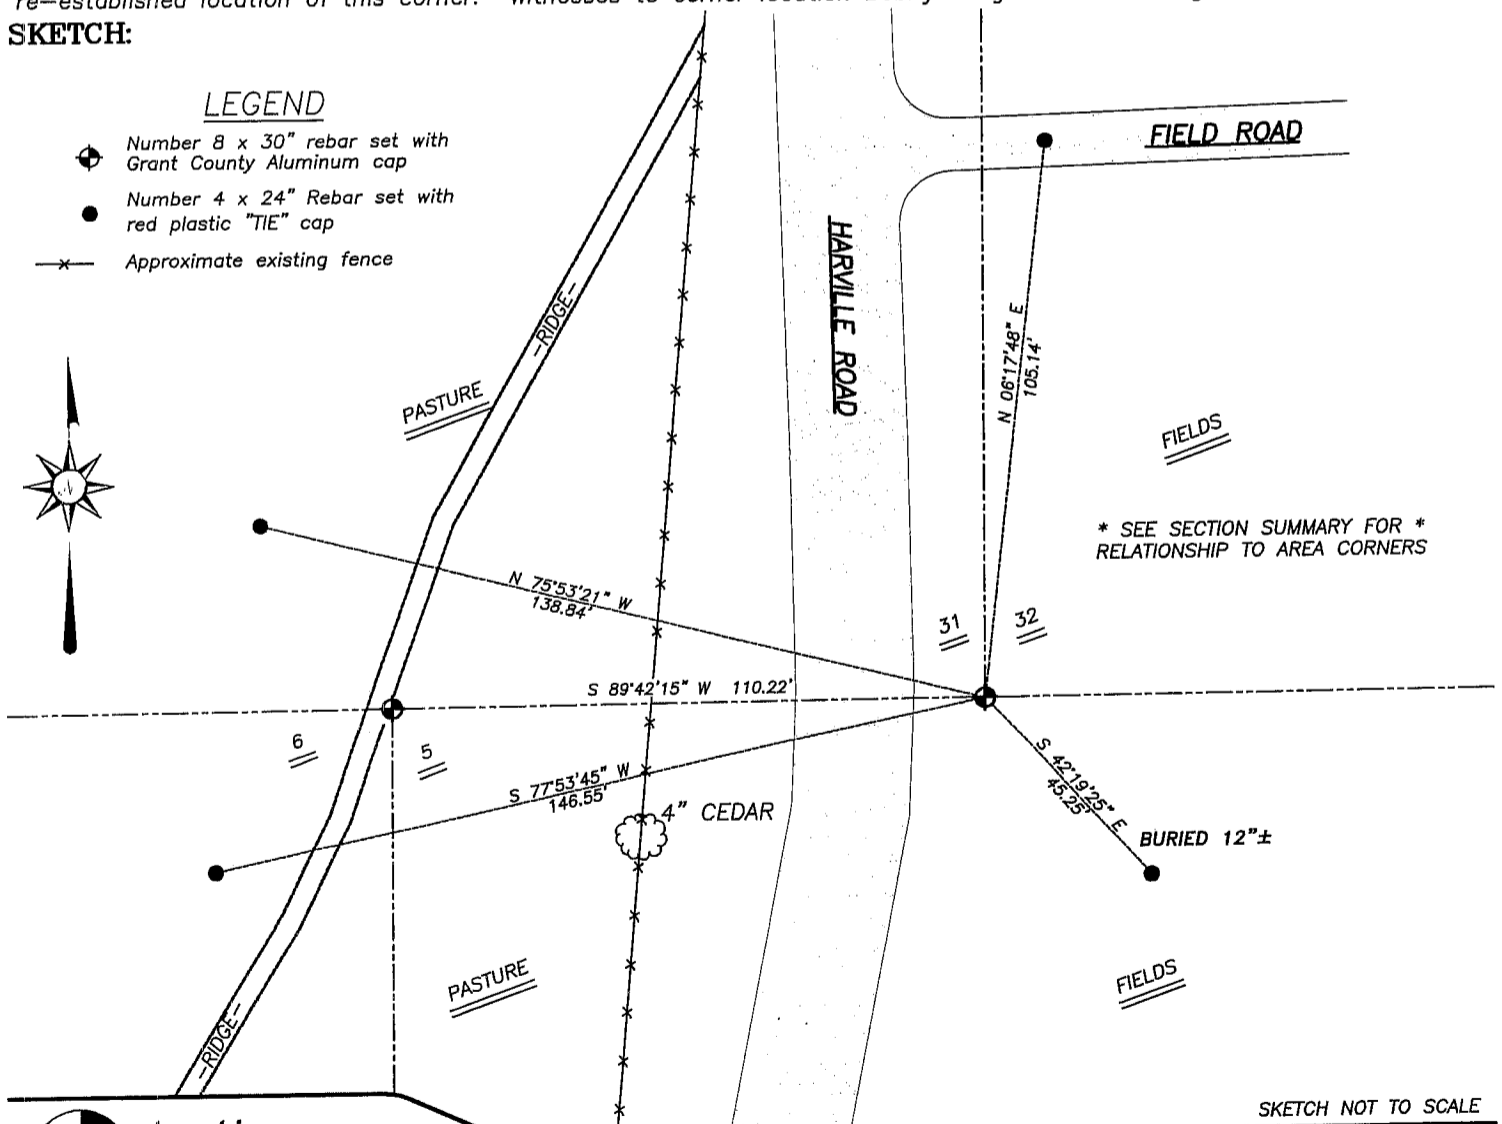 SKETCH:
LEGEND
Number 8 x 30" rebar set with
Grant County Aluminum cap
Number 4 x 24" Rebar set with
red plastic "TIE" cap
Approximate existing fence
FIELD ROAD
HARVILLE ROAD
-RIDGE-
PASTURE
N 06°17'48" E
105.14'
FIELDS
* SEE SECTION SUMMARY FOR *
RELATIONSHIP TO AREA CORNERS
N 75°53'21" W
138.84'
31
32
S 89°42'15" W 110.22'
6
5
S 77°53'45" W
146.55'
S 42°19'25" E
45.25'
4" CEDAR
BURIED 12"±
PASTURE
FIELDS
-RIDGE-
SKETCH NOT TO SCALE